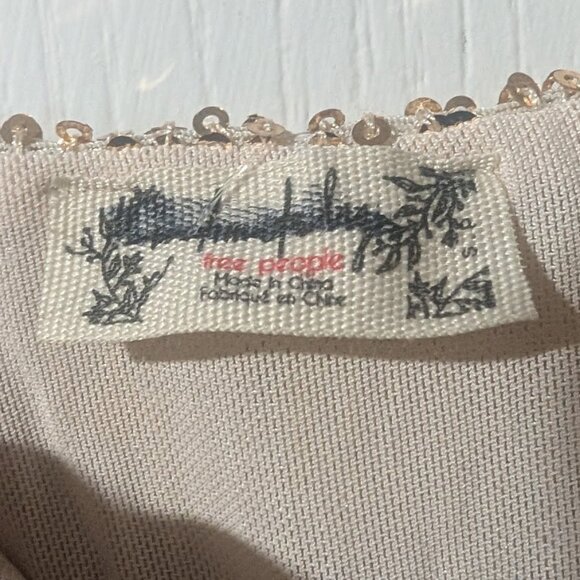 free people
Made in China
Fabriqué en Chine
S